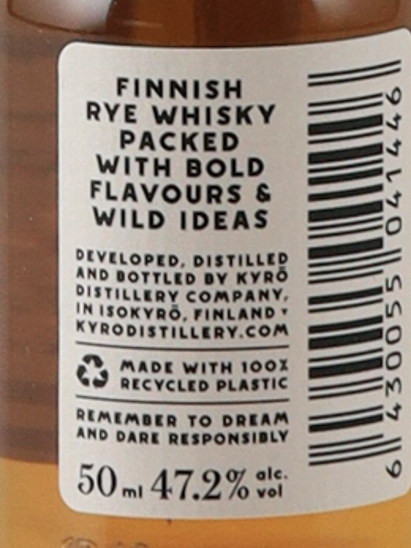 FINNISH
RYE WHISKY
PACKED
WITH BOLD
FLAVOURS &
WILD IDEAS
DEVELOPED, DISTILLED
AND BOTTLED BY KYRÖ
DISTILLERY COMPANY,
IN ISOKYRÖ, FINLAND
KYRODISTILLERY.COM
MADE WITH 100%
RECYCLED PLASTIC
REMEMBER TO DREAM
AND DARE RESPONSIBLY
50 ml 47.2% alc. vol
6 430055 041446